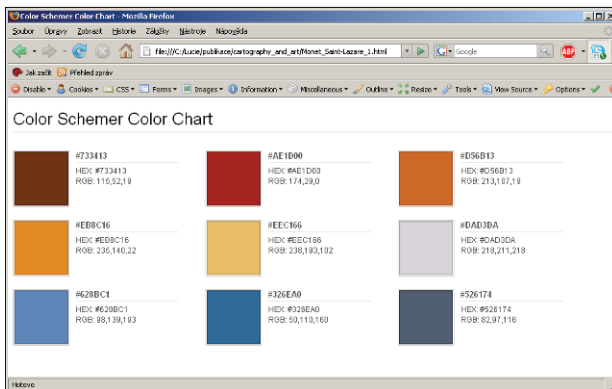 Color Schemer Color Chart - Mozilla Firefox
Soubor Úpravy Zobrazit Historie Záložky Nástroje Nápověda
file:///C:/Lucie/publikace/cartography_and_art/Monet_Saint-Lazare_1.html
Google
ABP
Jak začít Přehled zpráv
Disable Cookies CSS Forms Images Information Miscellaneous Outline Resize Tools View Source Options
Color Schemer Color Chart
#733413
HEX: #733413
RGB: 115,52,19
#AE1D00
HEX: #AE1D00
RGB: 174,29,0
#D56B13
HEX: #D56B13
RGB: 213,107,19
#EB8C16
HEX: #EB8C16
RGB: 235,140,22
#EEC166
HEX: #EEC166
RGB: 238,193,102
#DAD3DA
HEX: #DAD3DA
RGB: 218,211,218
#628BC1
HEX: #628BC1
RGB: 98,139,193
#326EA0
HEX: #326EA0
RGB: 50,110,160
#526174
HEX: #526174
RGB: 82,97,116
Hotovo